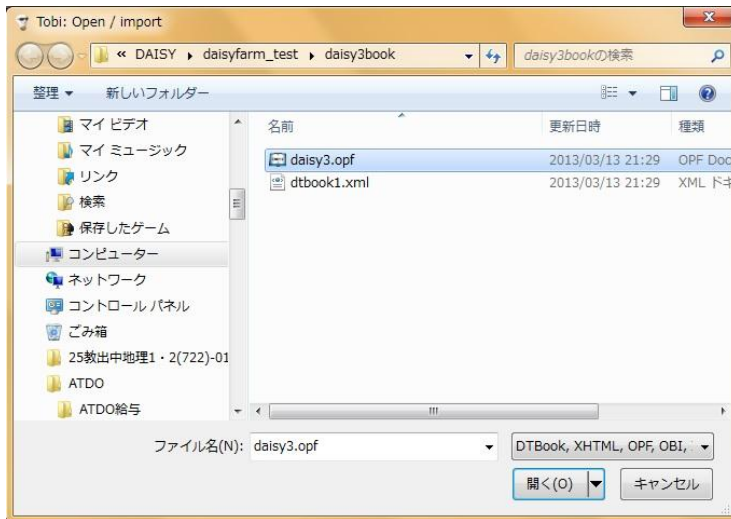 Tobi: Open / import
« DAISY ▸ daisyfarm_test ▸ daisy3book
daisy3bookの検索
整理 ▼ 新しいフォルダー
名前 更新日時 種類
マイ ビデオ
マイ ミュージック
リンク
検索
保存したゲーム
コンピューター
ネットワーク
コントロール パネル
ごみ箱
25教出中地理1・2(722)-01
ATDO
ATDO給与
daisy3.opf 2013/03/13 21:29 OPF Doc
dtbook1.xml 2013/03/13 21:29 XML ドキ
ファイル名(N): daisy3.opf
DTBook, XHTML, OPF, OBI,
開く(O) キャンセル